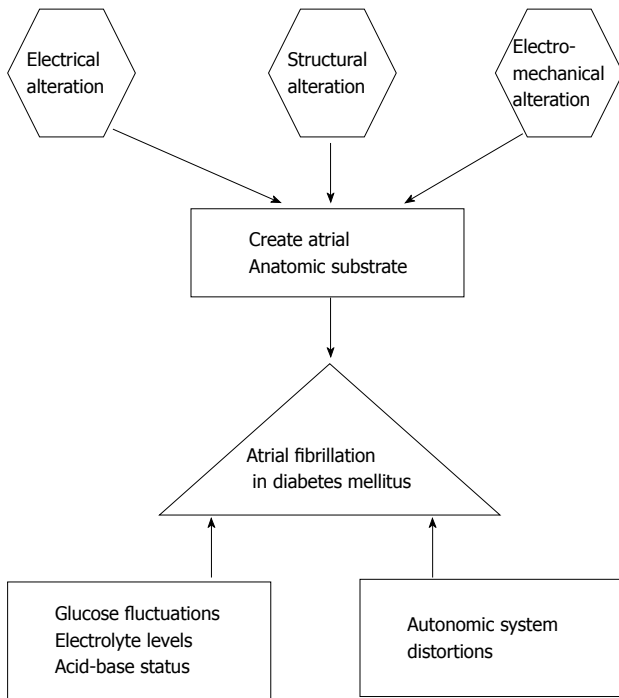 Electrical
alteration
Structural
alteration
Electro-
mechanical
alteration
Create atrial
Anatomic substrate
Atrial fibrillation
in diabetes mellitus
Glucose fluctuations
Electrolyte levels
Acid-base status
Autonomic system
distortions